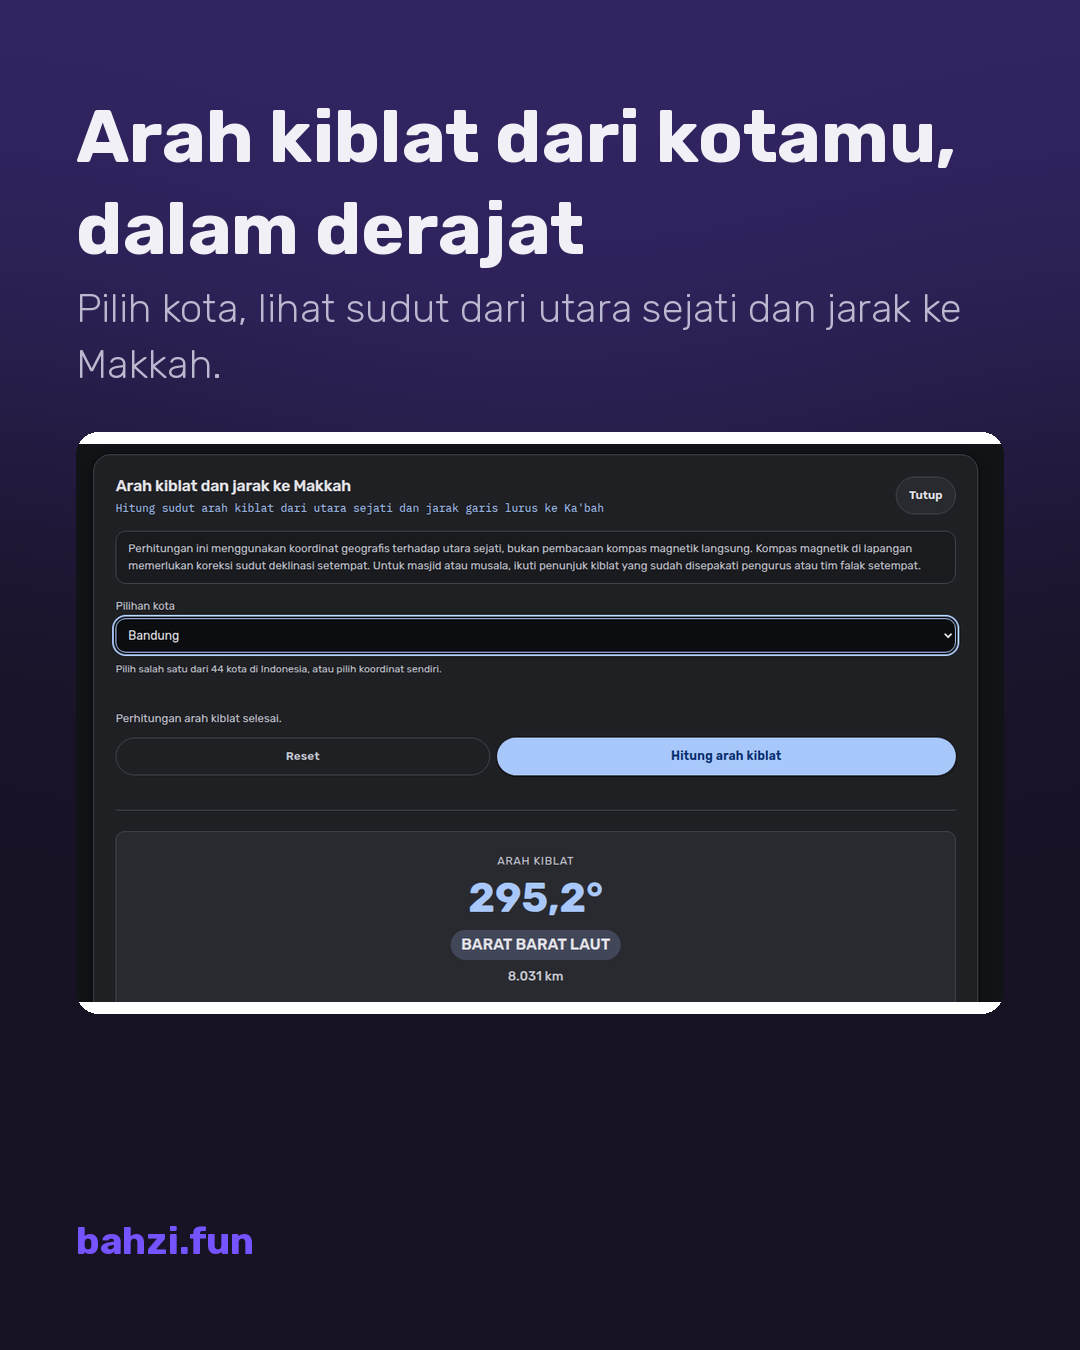 Arah kiblat dari kotamu,
dalam derajat
Pilih kota, lihat sudut dari utara sejati dan jarak ke
Makkah.
Arah kiblat dan jarak ke Makkah
Tutup
Hitung sudut arah kiblat dari utara sejati dan jarak garis lurus ke Ka'bah
Perhitungan ini menggunakan koordinat geografis terhadap utara sejati, bukan pembacaan kompas magnetik langsung. Kompas magnetik di lapangan
memerlukan koreksi sudut deklinasi setempat. Untuk masjid atau musala, ikuti penunjuk kiblat yang sudah disepakati pengurus atau tim falak setempat.
Pilihan kota
Bandung
Pilih salah satu dari 44 kota di Indonesia, atau pilih koordinat sendiri.
Perhitungan arah kiblat selesai.
Reset
Hitung arah kiblat
ARAH KIBLAT
295,2°
BARAT BARAT LAUT
8.031 km
bahzi.fun